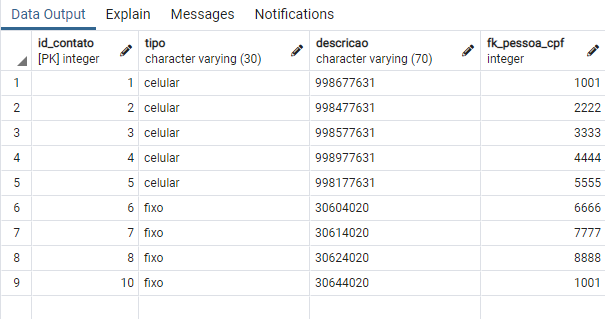 Data Output Explain Messages Notifications
id_contato tipo descricao fk_pessoa_cpf
[PK] integer character varying (30) character varying (70) integer
1 1 celular 998677631 1001
2 2 celular 998477631 2222
3 3 celular 998577631 3333
4 4 celular 998977631 4444
5 5 celular 998177631 5555
6 6 fixo 30604020 6666
7 7 fixo 30614020 7777
8 8 fixo 30624020 8888
9 10 fixo 30644020 1001